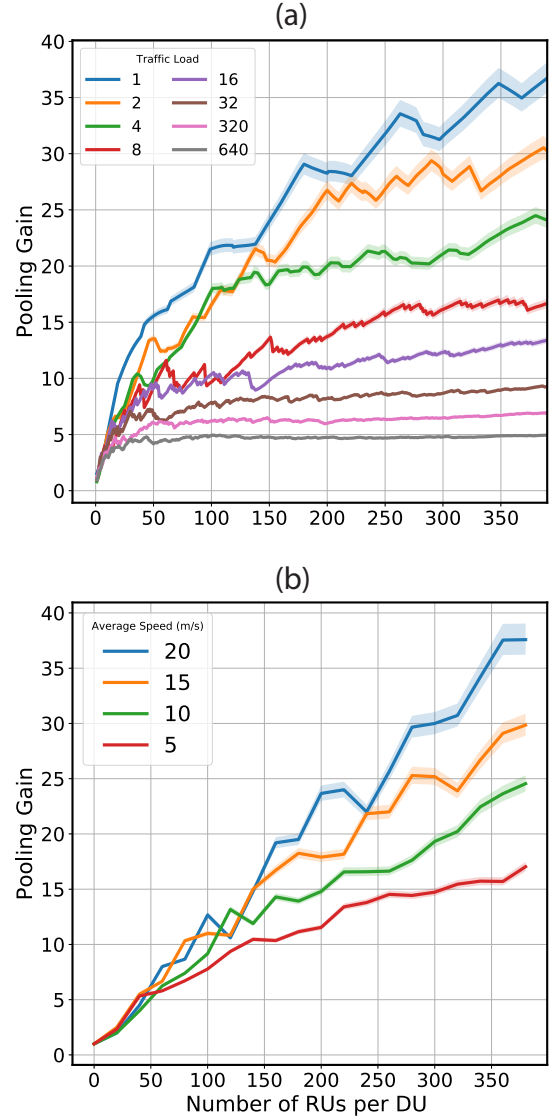 (a)
40
35
30
25
20
15
10
5
0
Pooling Gain
Traffic Load
1 16
2 32
4 320
8 640
0 50 100 150 200 250 300 350
(b)
40
35
30
25
20
15
10
5
0
Pooling Gain
Average Speed (m/s)
20
15
10
5
0 50 100 150 200 250 300 350
Number of RUs per DU